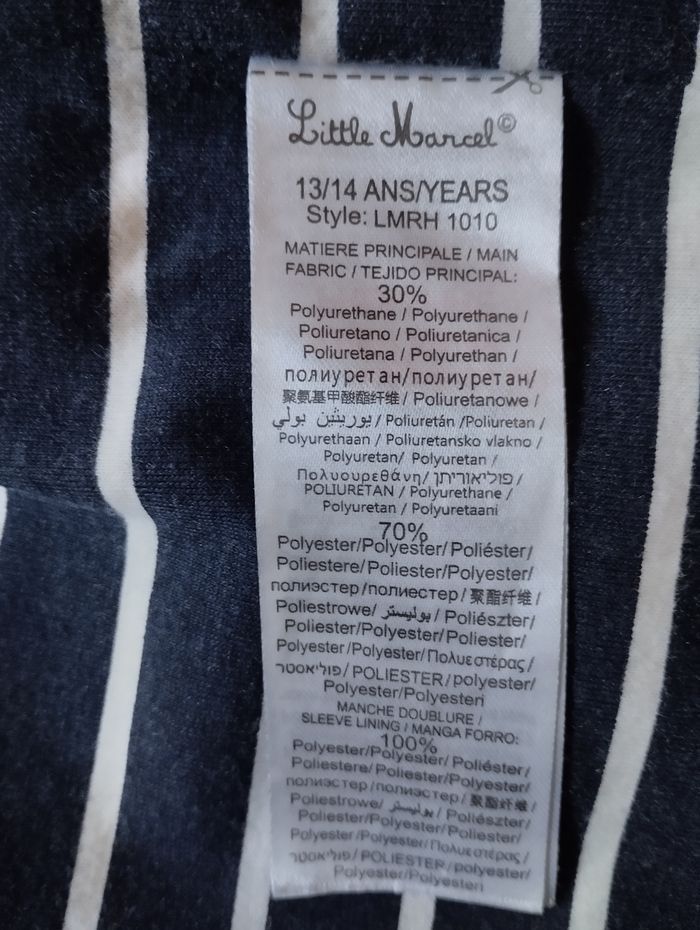 Little Marcel©
13/14 ANS/YEARS
Style: LMRH 1010
MATIERE PRINCIPALE / MAIN
FABRIC / TEJIDO PRINCIPAL:
30%
Polyurethane / Polyurethane /
Poliuretano / Poliuretanica /
Poliuretana / Polyurethan /
полиуретан/полиуретан/
聚氨基甲酸酯纤维 / Poliuretanowe /
يوريثين بولي / Poliuretán /Poliuretan /
Polyurethaan / Poliuretansko vlakno /
Polyuretan/ Polyuretan /
Πολυουρεθάνη/ פוליאוריתן /
POLIURETAN / Polyurethane /
Polyuretan / Polyuretaani
70%
Polyester/Polyester/ Poliéster/
Poliestere/ Poliester/Polyester/
полиэстер/полиестер/聚酯纤维/
Poliestrowe/ بوليستر / Poliészter/
Poliester/Polyester/Poliester/
Polyester /Polyester/Πολυεστέρας/
פוליאסטר/ POLIESTER/polyester/
Polyester/Polyesteri
MANCHE DOUBLURE /
SLEEVE LINING / MANGA FORRO:
100%
Polyester/Polyester/ Poliéster/
Poliestere/ Poliester/Polyester/
полиэстер/полиестер/聚酯纤维/
Poliestrowe/ بوليستر / Poliészter/
Poliester/Polyester/Poliester/
Polyester /Polyester/Πολυεστέρας/
פוליאסטר/ POLIESTER/polyester/
Polyester/Polyesteri